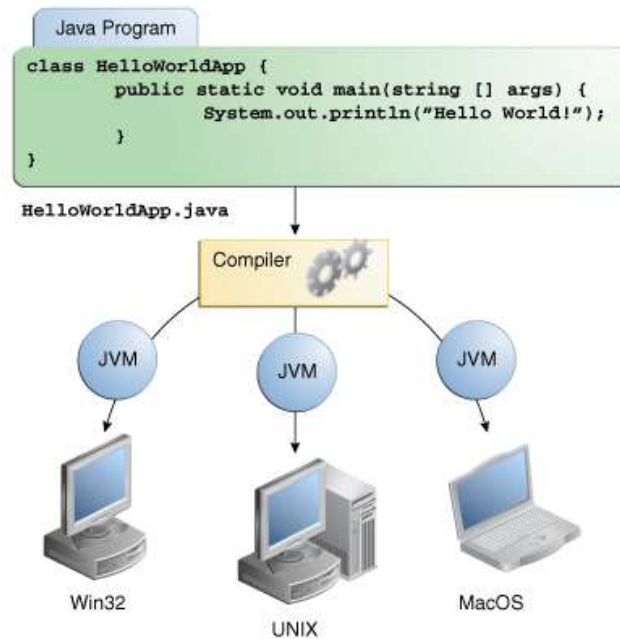 Java Program
class HelloWorldApp {
public static void main(string [] args) {
System.out.println(”Hello World!”);
}
}
HelloWorldApp.java
Compiler
JVM
JVM
JVM
Win32
UNIX
MacOS